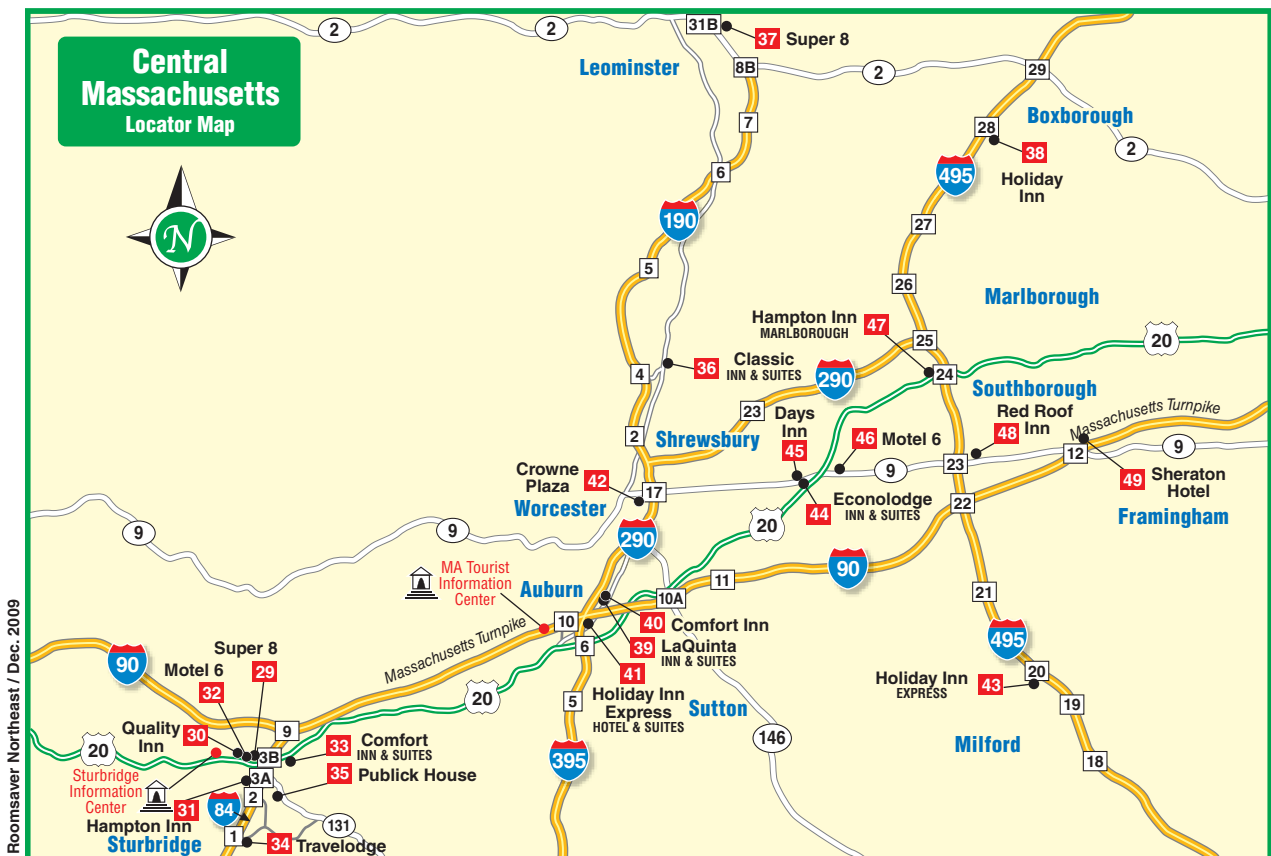 Central
Massachusetts
Locator Map
N
2
2
31B
37 Super 8
Leominster
8B
2
29
Boxborough
7
28
38
Holiday
Inn
2
6
495
190
27
5
26
Marlborough
Hampton Inn 47
MARLBOROUGH
25
20
36 Classic
INN & SUITES
4
290
24
Southborough
23
Days
Inn
45
Red Roof
Inn
48
Massachusetts Turnpike
2
Shrewsbury
46 Motel 6
9
12
9
23
49 Sheraton
Hotel
Crowne
Plaza 42
17
Worcester
44 Econolodge
INN & SUITES
22
Framingham
9
9
290
20
90
MA Tourist
Information
Center
Auburn
11
10A
21
10
40 Comfort Inn
39 LaQuinta
INN & SUITES
6
41
Holiday Inn
Express
HOTEL & SUITES
495
Massachusetts Turnpike
90
Super 8
29
Motel 6
32
20
5
Sutton
Holiday Inn
EXPRESS
43
20
19
Quality
Inn
30
9
20
3B
33 Comfort
INN & SUITES
146
Milford
395
18
Sturbridge
Information
Center
3A
35 Publick House
31
2
84
Hampton Inn
131
Sturbridge
1
34 Travelodge
Roomsaver Northeast / Dec. 2009